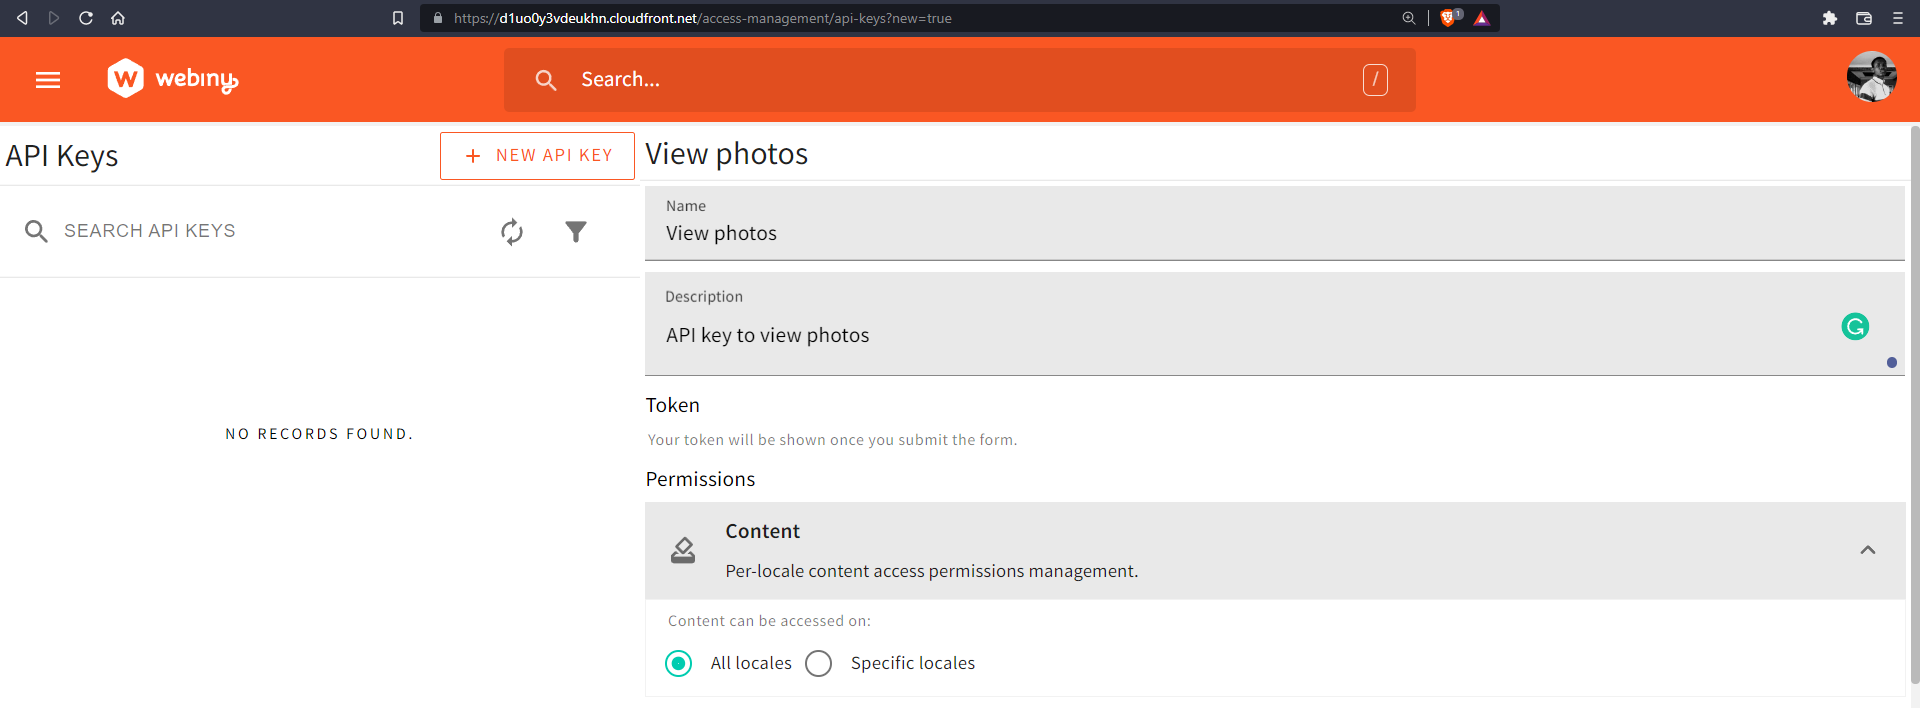 https://d1uo0y3vdeukhn.cloudfront.net/access-management/api-keys?new=true
1
webiny
Search...
/
API Keys
+ NEW API KEY
SEARCH API KEYS
NO RECORDS FOUND.
View photos
Name
View photos
Description
API key to view photos
Token
Your token will be shown once you submit the form.
Permissions
Content
Per-locale content access permissions management.
Content can be accessed on:
All locales
Specific locales